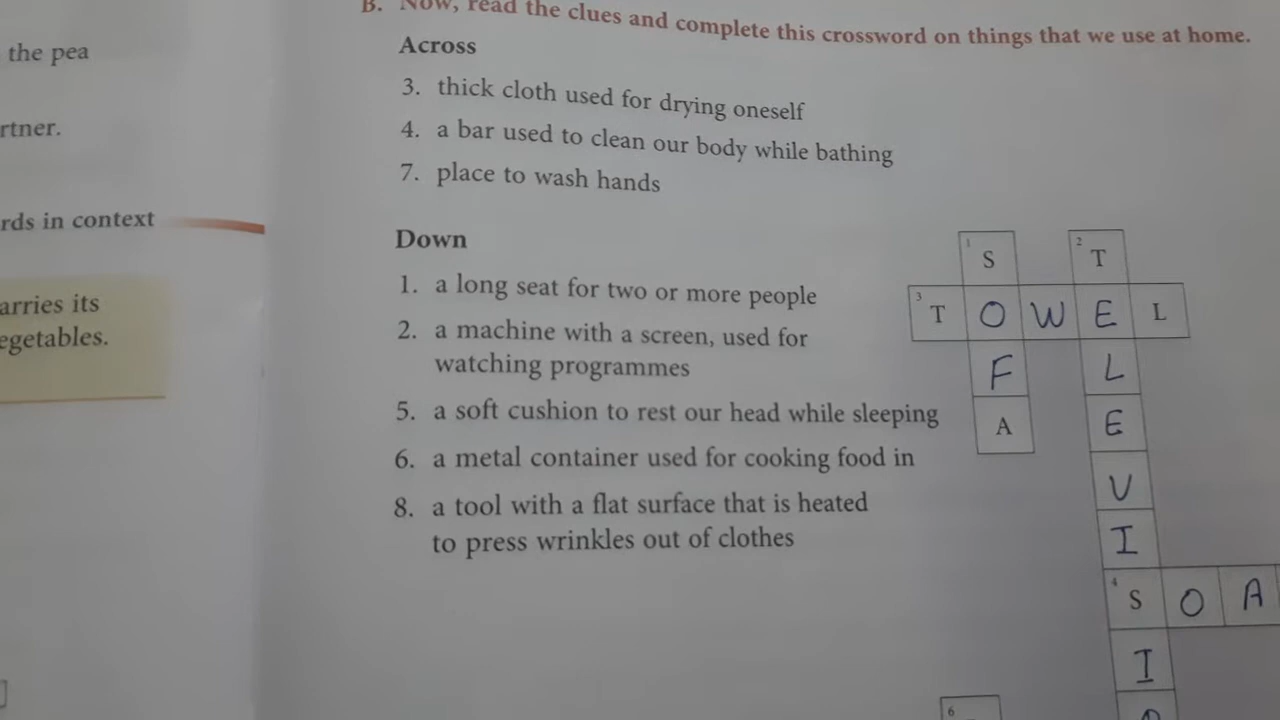 B. Now, read the clues and complete this crossword on things that we use at home.
the pea
rtner.
rds in context
arries its
egetables.
Across
3. thick cloth used for drying oneself
4. a bar used to clean our body while bathing
7. place to wash hands
Down
1. a long seat for two or more people
2. a machine with a screen, used for
watching programmes
5. a soft cushion to rest our head while sleeping
6. a metal container used for cooking food in
8. a tool with a flat surface that is heated
to press wrinkles out of clothes
1 S 2 T
3 T O W E L
F L
A E
V
I
4 S O A
I
6